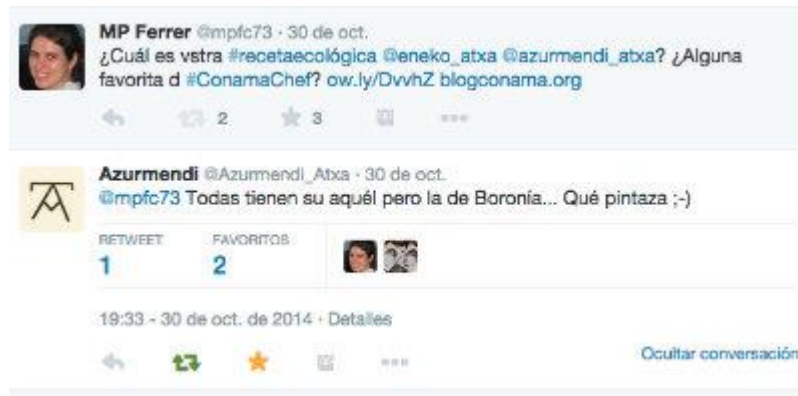 MP Ferrer @mpfc73 · 30 de oct.
¿Cuál es vstra #recetaecológica @eneko_atxa @azurmendi_atxa? ¿Alguna
favorita d #ConamaChef? ow.ly/DvvhZ blogconama.org
2 3
Azurmendi @Azurmendi_Atxa · 30 de oct.
@mpfc73 Todas tienen su aquél pero la de Boronía... Qué pintaza ;-)
RETWEET FAVORITOS
1 2
19:33 - 30 de oct. de 2014 · Detalles
Ocultar conversación